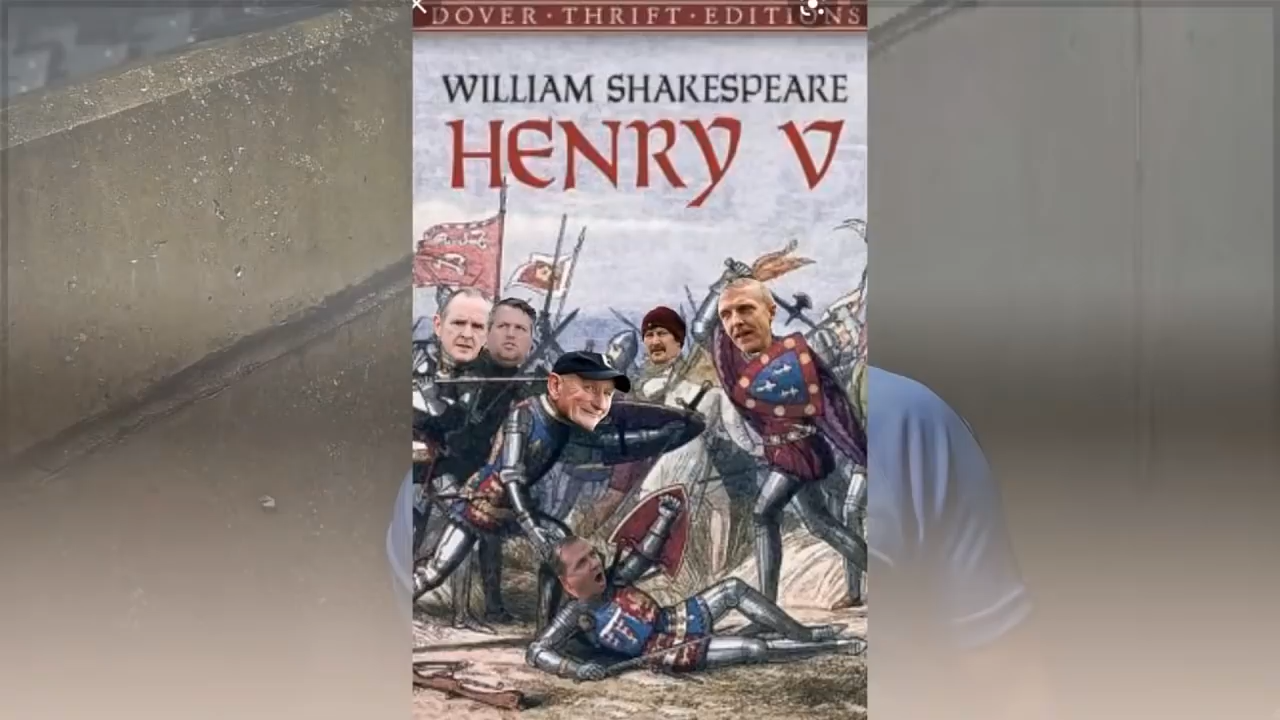 DOVER · THRIFT · EDITIONS
WILLIAM SHAKESPEARE
HENRY V